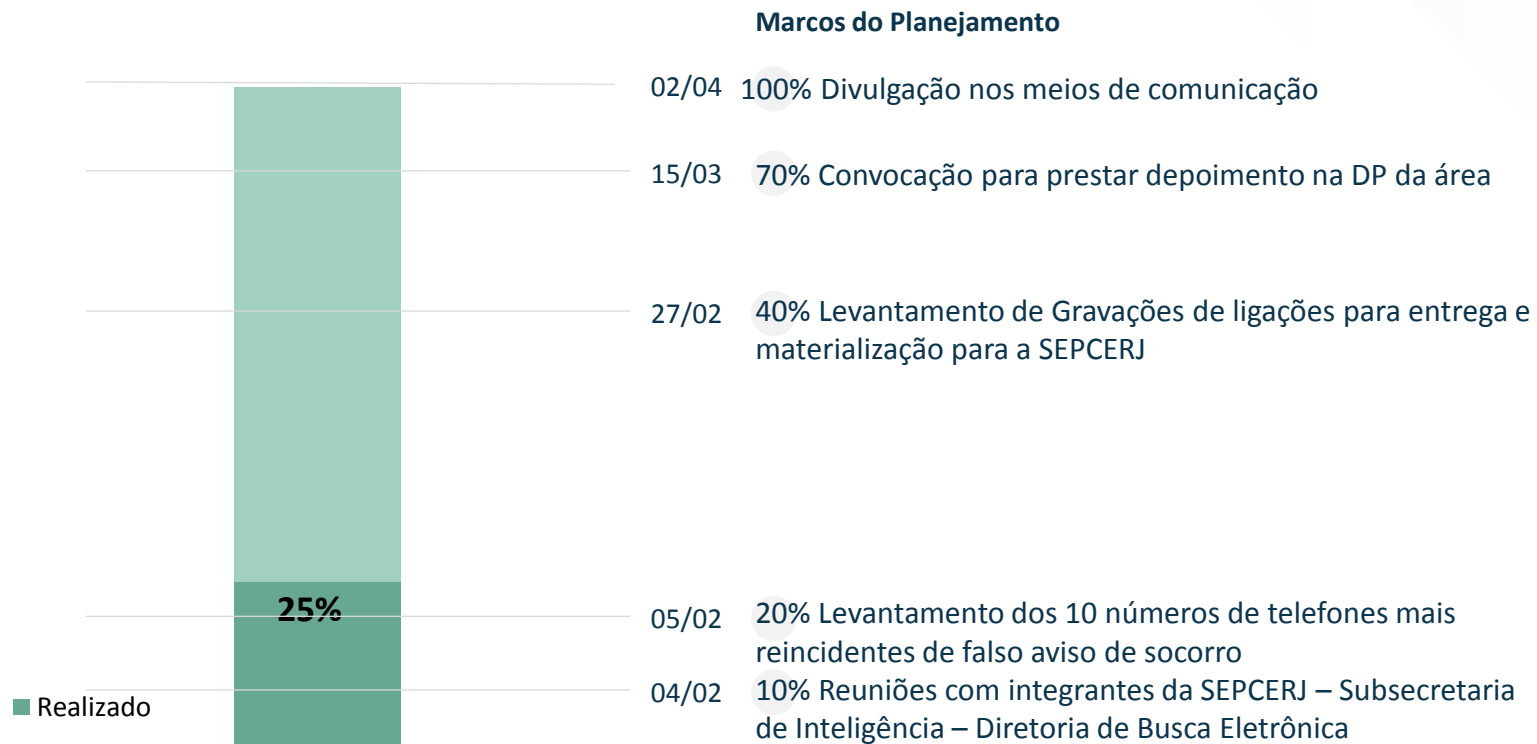 Marcos do Planejamento
02/04 100% Divulgação nos meios de comunicação
15/03 70% Convocação para prestar depoimento na DP da área
27/02 40% Levantamento de Gravações de ligações para entrega e
materialização para a SEPCERJ
25%
05/02 20% Levantamento dos 10 números de telefones mais
reincidentes de falso aviso de socorro
04/02 10% Reuniões com integrantes da SEPCERJ – Subsecretaria
de Inteligência – Diretoria de Busca Eletrônica
Realizado